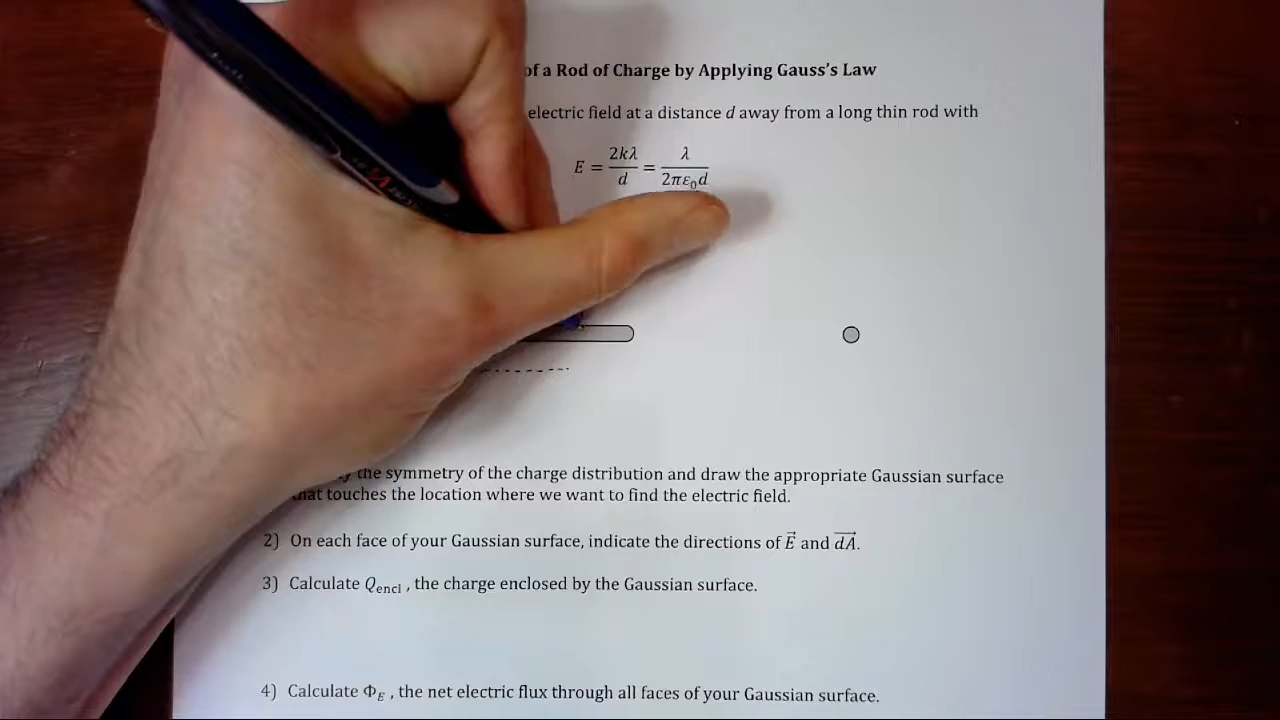 of a Rod of Charge by Applying Gauss's Law
electric field at a distance d away from a long thin rod with
E = 2kλ/d = λ/2πε₀d
the symmetry of the charge distribution and draw the appropriate Gaussian surface
that touches the location where we want to find the electric field.
2) On each face of your Gaussian surface, indicate the directions of E⃗ and dA⃗.
3) Calculate Qencl , the charge enclosed by the Gaussian surface.
4) Calculate Φ_E , the net electric flux through all faces of your Gaussian surface.